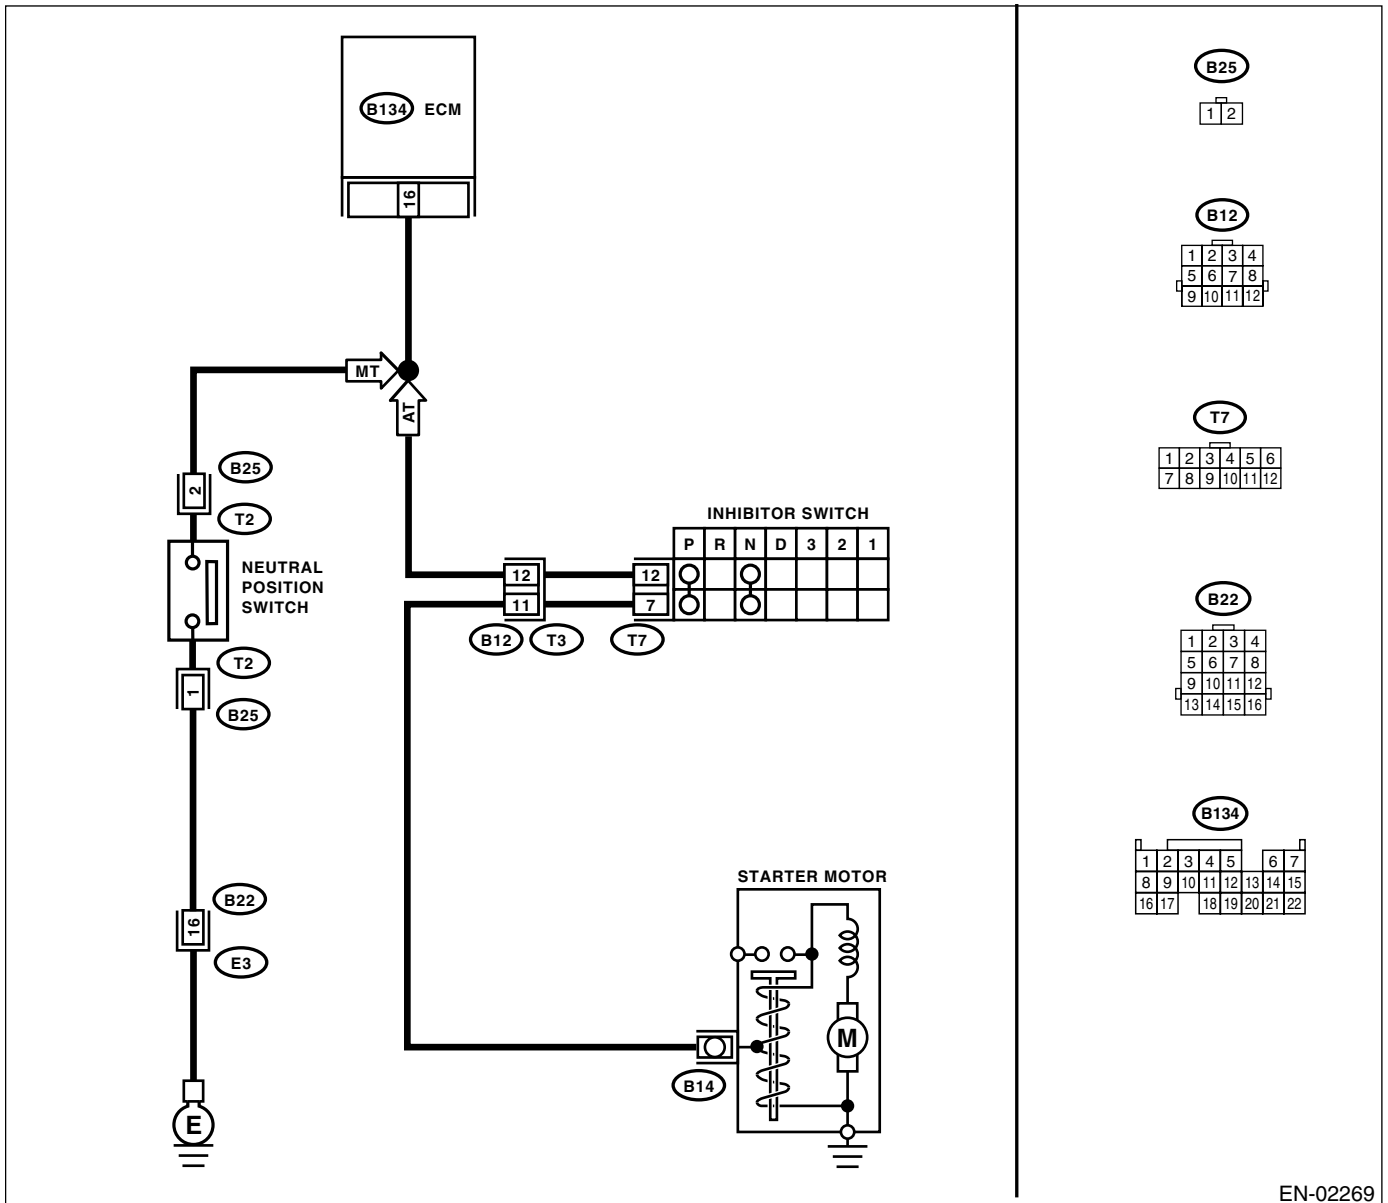 B134 ECM
16
MT
AT
B25
2
T2
NEUTRAL
POSITION
SWITCH
T2
1
B25
B22
16
E3
E
INHIBITOR SWITCH
P R N D 3 2 1
12 12
11 7
B12 T3 T7
STARTER MOTOR
M
B14
B25
1 2
B12
1 2 3 4
5 6 7 8
9 10 11 12
T7
1 2 3 4 5 6
7 8 9 10 11 12
B22
1 2 3 4
5 6 7 8
9 10 11 12
13 14 15 16
B134
1 2 3 4 5 6 7
8 9 10 11 12 13 14 15
16 17 18 19 20 21 22
EN-02269